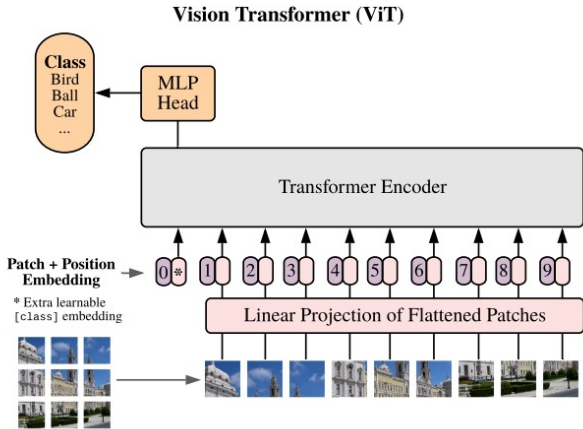 Vision Transformer (ViT)
Class
Bird
Ball
Car
...
MLP
Head
Transformer Encoder
Patch + Position
Embedding
0 * 1 2 3 4 5 6 7 8 9
* Extra learnable
[class] embedding
Linear Projection of Flattened Patches